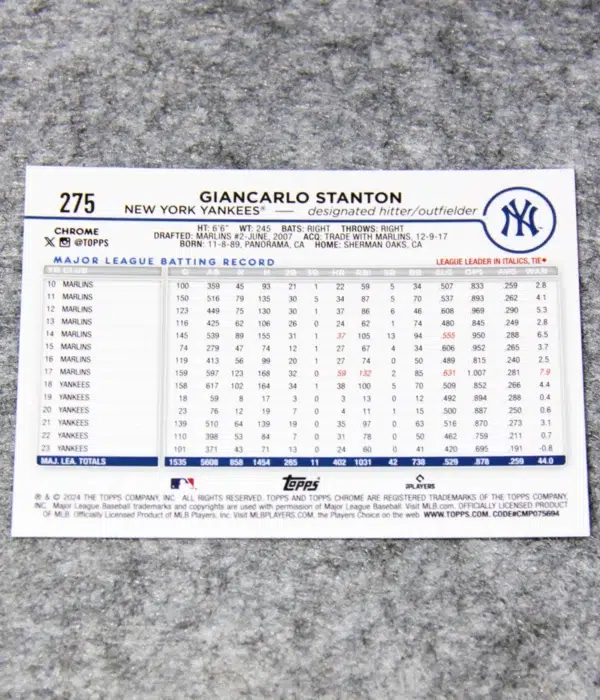 275
GIANCARLO STANTON
NEW YORK YANKEES® — designated hitter/outfielder
NY
CHROME
@TOPPS
HT: 6'6" WT: 245 BATS: RIGHT THROWS: RIGHT
DRAFTED: MARLINS #2-JUNE, 2007 ACQ: TRADE WITH MARLINS, 12-9-17
BORN: 11-8-89, PANORAMA, CA HOME: SHERMAN OAKS, CA
MAJOR LEAGUE BATTING RECORD LEAGUE LEADER IN ITALICS, TIE♦
YR CLUB G AB R H 2B 3B HR RBI SB BB SLG OPS AVG WAR
10 MARLINS 100 359 45 93 21 1 22 59 5 34 .507 .833 .259 2.8
11 MARLINS 150 516 79 135 30 5 34 87 5 70 .537 .893 .262 4.1
12 MARLINS 123 449 75 130 30 1 37 86 6 46 .608 .969 .290 5.3
13 MARLINS 116 425 62 106 26 0 24 62 1 74 .480 .845 .249 2.8
14 MARLINS 145 539 89 155 31 1 37 105 13 94 .555 .950 .288 6.5
15 MARLINS 74 279 47 74 12 1 27 67 4 34 .606 .952 .265 3.7
16 MARLINS 119 413 56 99 20 1 27 74 0 50 .489 .815 .240 2.5
17 MARLINS 159 597 123 168 32 0 59 132 2 85 .631 1.007 .281 7.9
18 YANKEES 158 617 102 164 34 1 38 100 5 70 .509 .852 .266 4.4
19 YANKEES 18 59 8 17 3 0 3 13 0 12 .492 .894 .288 0.4
20 YANKEES 23 76 12 19 7 0 4 11 1 15 .500 .887 .250 0.6
21 YANKEES 139 510 64 139 19 0 35 97 0 63 .516 .870 .273 3.1
22 YANKEES 110 398 53 84 7 0 31 78 0 50 .462 .759 .211 0.7
23 YANKEES 101 371 43 71 13 0 24 60 0 41 .420 .695 .191 -0.8
MAJ. LEA. TOTALS 1535 5608 858 1454 285 11 402 1031 42 738 .529 .878 .259 44.0
Topps
PLAYERS
® & © 2024 THE TOPPS COMPANY, INC. ALL RIGHTS RESERVED. TOPPS AND TOPPS CHROME ARE REGISTERED TRADEMARKS OF THE TOPPS COMPANY,
INC. Major League Baseball trademarks and copyrights are used with permission of Major League Baseball. Visit MLB.com. OFFICIALLY LICENSED PRODUCT
OF MLB. Officially Licensed Product of MLB Players, Inc. Visit MLBPLAYERS.COM, the Players Choice on the web. WWW.TOPPS.COM. CODE#CMP075694